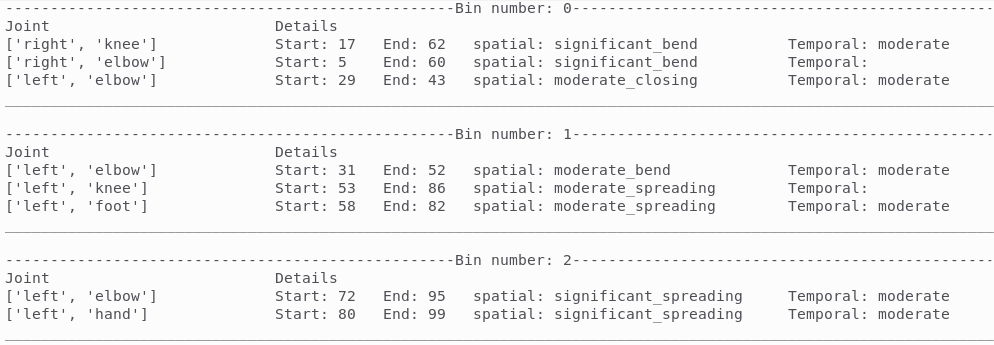 --------------------------------------------------Bin number: 0-----------------------------------------------
Joint                         Details
['right', 'knee']             Start: 17   End: 62   spatial: significant_bend          Temporal: moderate
['right', 'elbow']            Start: 5    End: 60   spatial: significant_bend          Temporal:
['left', 'elbow']             Start: 29   End: 43   spatial: moderate_closing          Temporal: moderate
--------------------------------------------------Bin number: 1-----------------------------------------------
Joint                         Details
['left', 'elbow']             Start: 31   End: 52   spatial: moderate_bend             Temporal: moderate
['left', 'knee']              Start: 53   End: 86   spatial: moderate_spreading        Temporal:
['left', 'foot']              Start: 58   End: 82   spatial: moderate_spreading        Temporal: moderate
--------------------------------------------------Bin number: 2-----------------------------------------------
Joint                         Details
['left', 'elbow']             Start: 72   End: 95   spatial: significant_spreading     Temporal: moderate
['left', 'hand']              Start: 80   End: 99   spatial: significant_spreading     Temporal: moderate